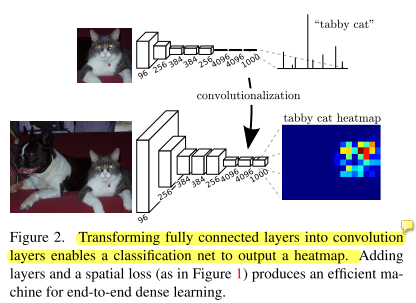 "tabby cat"
96
256
384
384
256
4096
4096
1000
convolutionalization
tabby cat heatmap
96
256
384
384
256
4096
4096
1000
Figure 2. Transforming fully connected layers into convolution
layers enables a classification net to output a heatmap. Adding
layers and a spatial loss (as in Figure 1) produces an efficient ma-
chine for end-to-end dense learning.